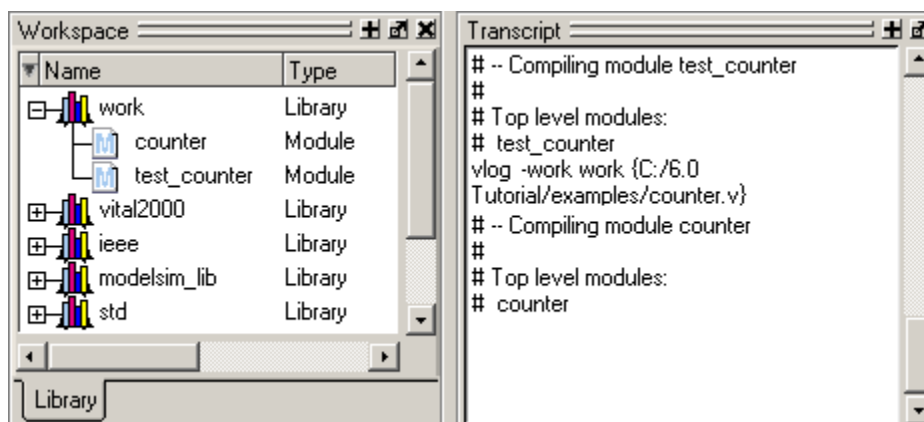 Workspace
Name Type
work Library
counter Module
test_counter Module
vital2000 Library
ieee Library
modelsim_lib Library
std Library
Library
Transcript
# -- Compiling module test_counter
#
# Top level modules:
#  test_counter
vlog -work work {C:/6.0
Tutorial/examples/counter.v}
# -- Compiling module counter
#
# Top level modules:
#  counter